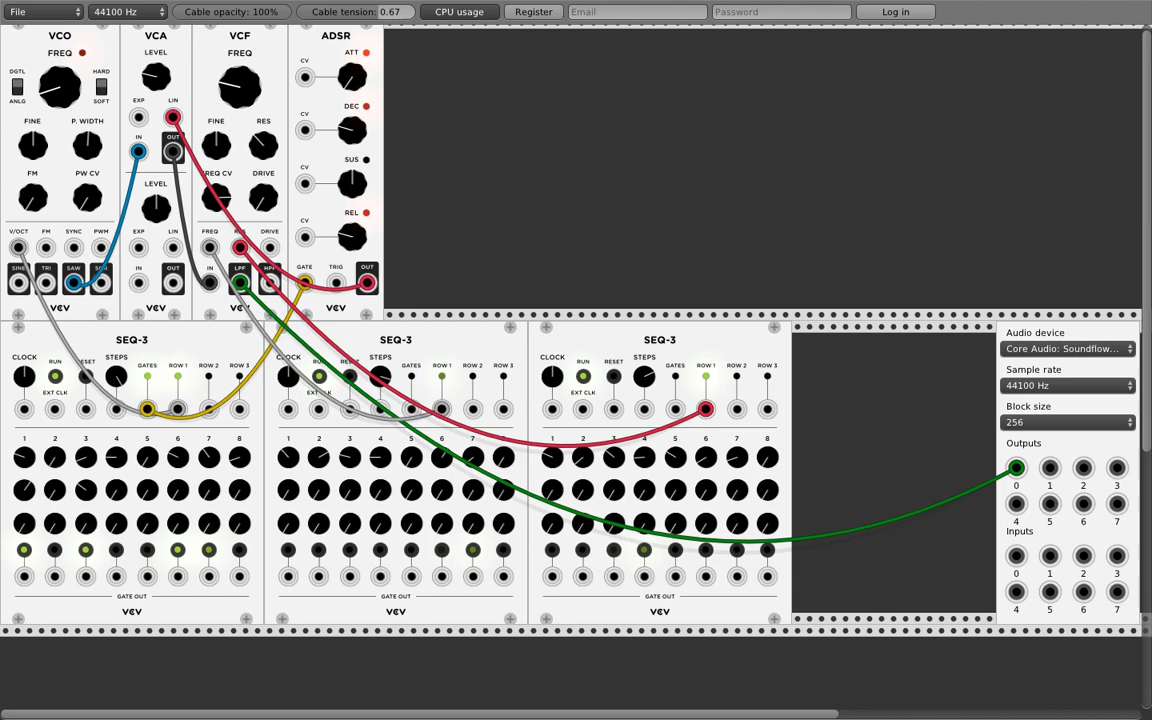 File 44100 Hz Cable opacity: 100% Cable tension: 0.67 CPU usage Register Email Password Log in
VCO VCA VCF ADSR
FREQ LEVEL FREQ ATT
CV
DGTL HARD
ANLG SOFT
EXP LIN DEC
FINE P. WIDTH FINE RES CV
IN OUT
SUS
FM PW CV LEVEL FREQ CV DRIVE CV
REL
V/OCT FM SYNC PWM EXP LIN FREQ RES DRIVE CV
SINE TRI SAW SQR IN OUT IN LPF HPF GATE TRIG OUT
VCV VCV VCV VCV
SEQ-3 SEQ-3 SEQ-3
CLOCK RUN RESET STEPS GATES ROW 1 ROW 2 ROW 3
EXT CLK
CLOCK RUN RESET STEPS GATES ROW 1 ROW 2 ROW 3
EXT CLK
CLOCK RUN RESET STEPS GATES ROW 1 ROW 2 ROW 3
EXT CLK
1 2 3 4 5 6 7 8
1 2 3 4 5 6 7 8
1 2 3 4 5 6 7 8
GATE OUT GATE OUT GATE OUT
VCV VCV VCV
Audio device
Core Audio: Soundflow...
Sample rate
44100 Hz
Block size
256
Outputs
0 1 2 3
4 5 6 7
Inputs
0 1 2 3
4 5 6 7